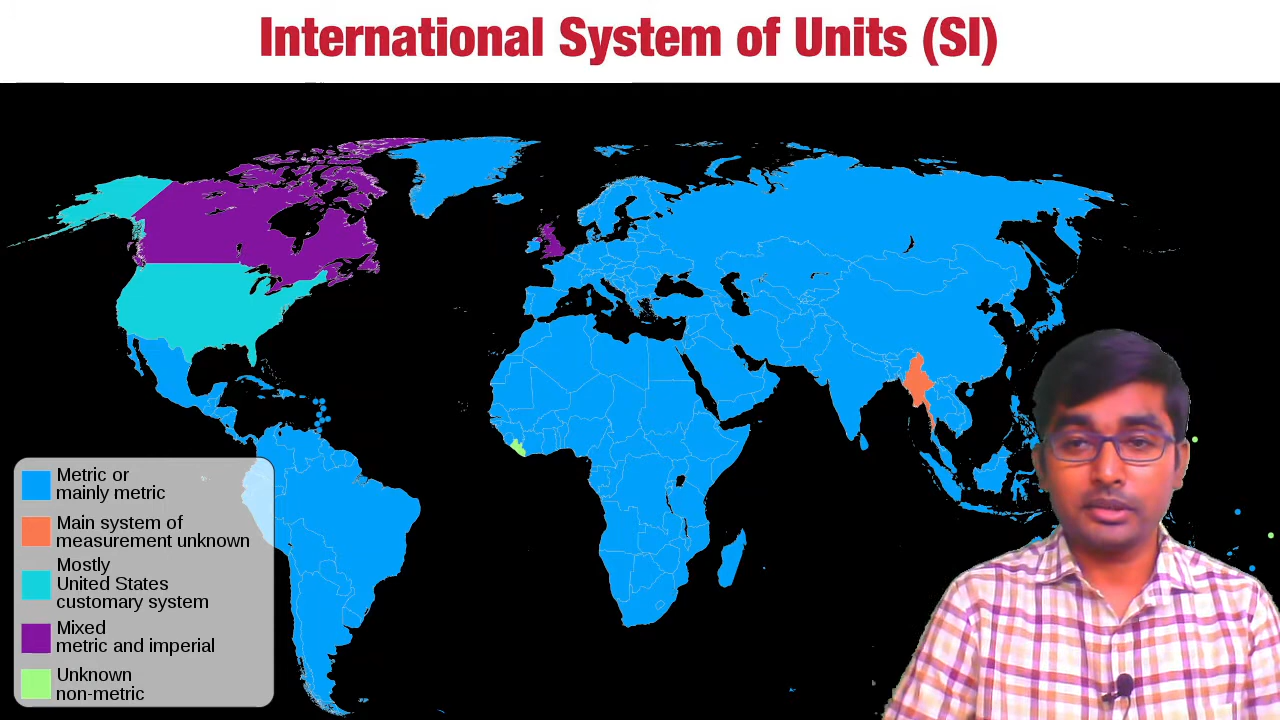 International System of Units (SI)
Metric or
mainly metric
Main system of
measurement unknown
Mostly
United States
customary system
Mixed
metric and imperial
Unknown
non-metric